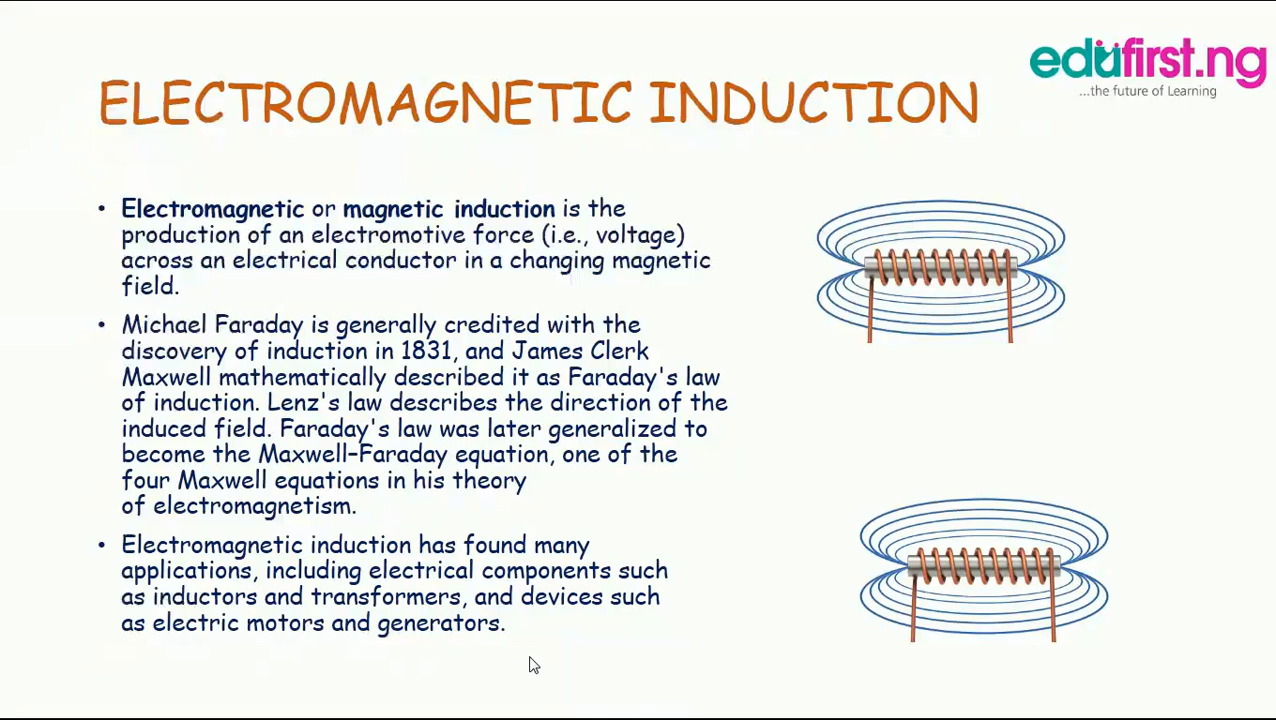 edufirst.ng
...the future of Learning
ELECTROMAGNETIC INDUCTION
• Electromagnetic or magnetic induction is the
production of an electromotive force (i.e., voltage)
across an electrical conductor in a changing magnetic
field.
• Michael Faraday is generally credited with the
discovery of induction in 1831, and James Clerk
Maxwell mathematically described it as Faraday's law
of induction. Lenz's law describes the direction of the
induced field. Faraday's law was later generalized to
become the Maxwell–Faraday equation, one of the
four Maxwell equations in his theory
of electromagnetism.
• Electromagnetic induction has found many
applications, including electrical components such
as inductors and transformers, and devices such
as electric motors and generators.